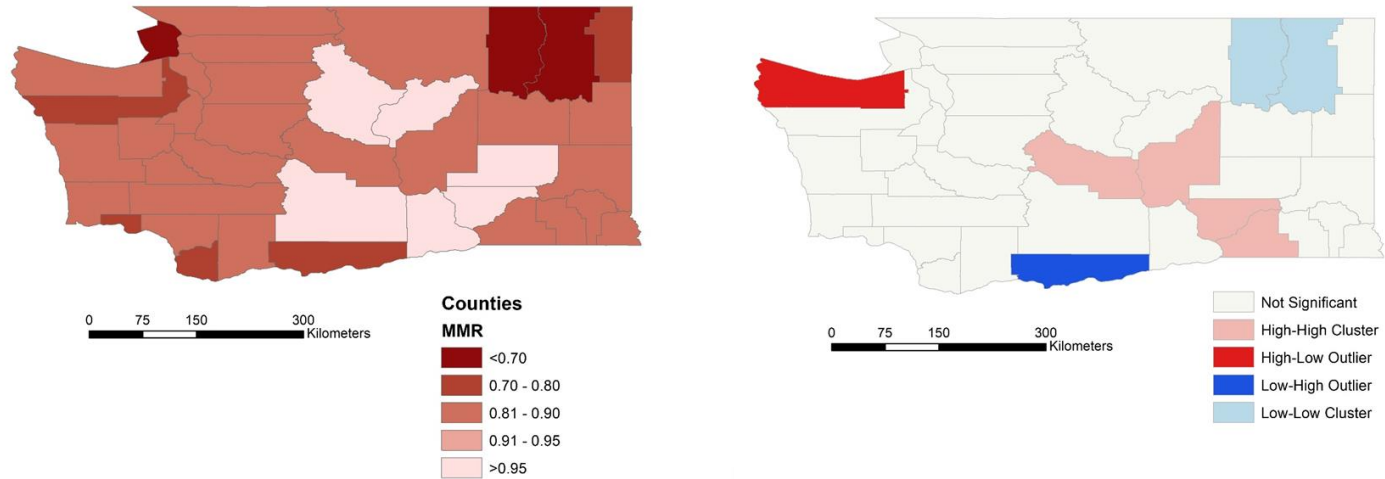 0 75 150 300
Kilometers
Counties
MMR
<0.70
0.70 - 0.80
0.81 - 0.90
0.91 - 0.95
>0.95
0 75 150 300
Kilometers
Not Significant
High-High Cluster
High-Low Outlier
Low-High Outlier
Low-Low Cluster